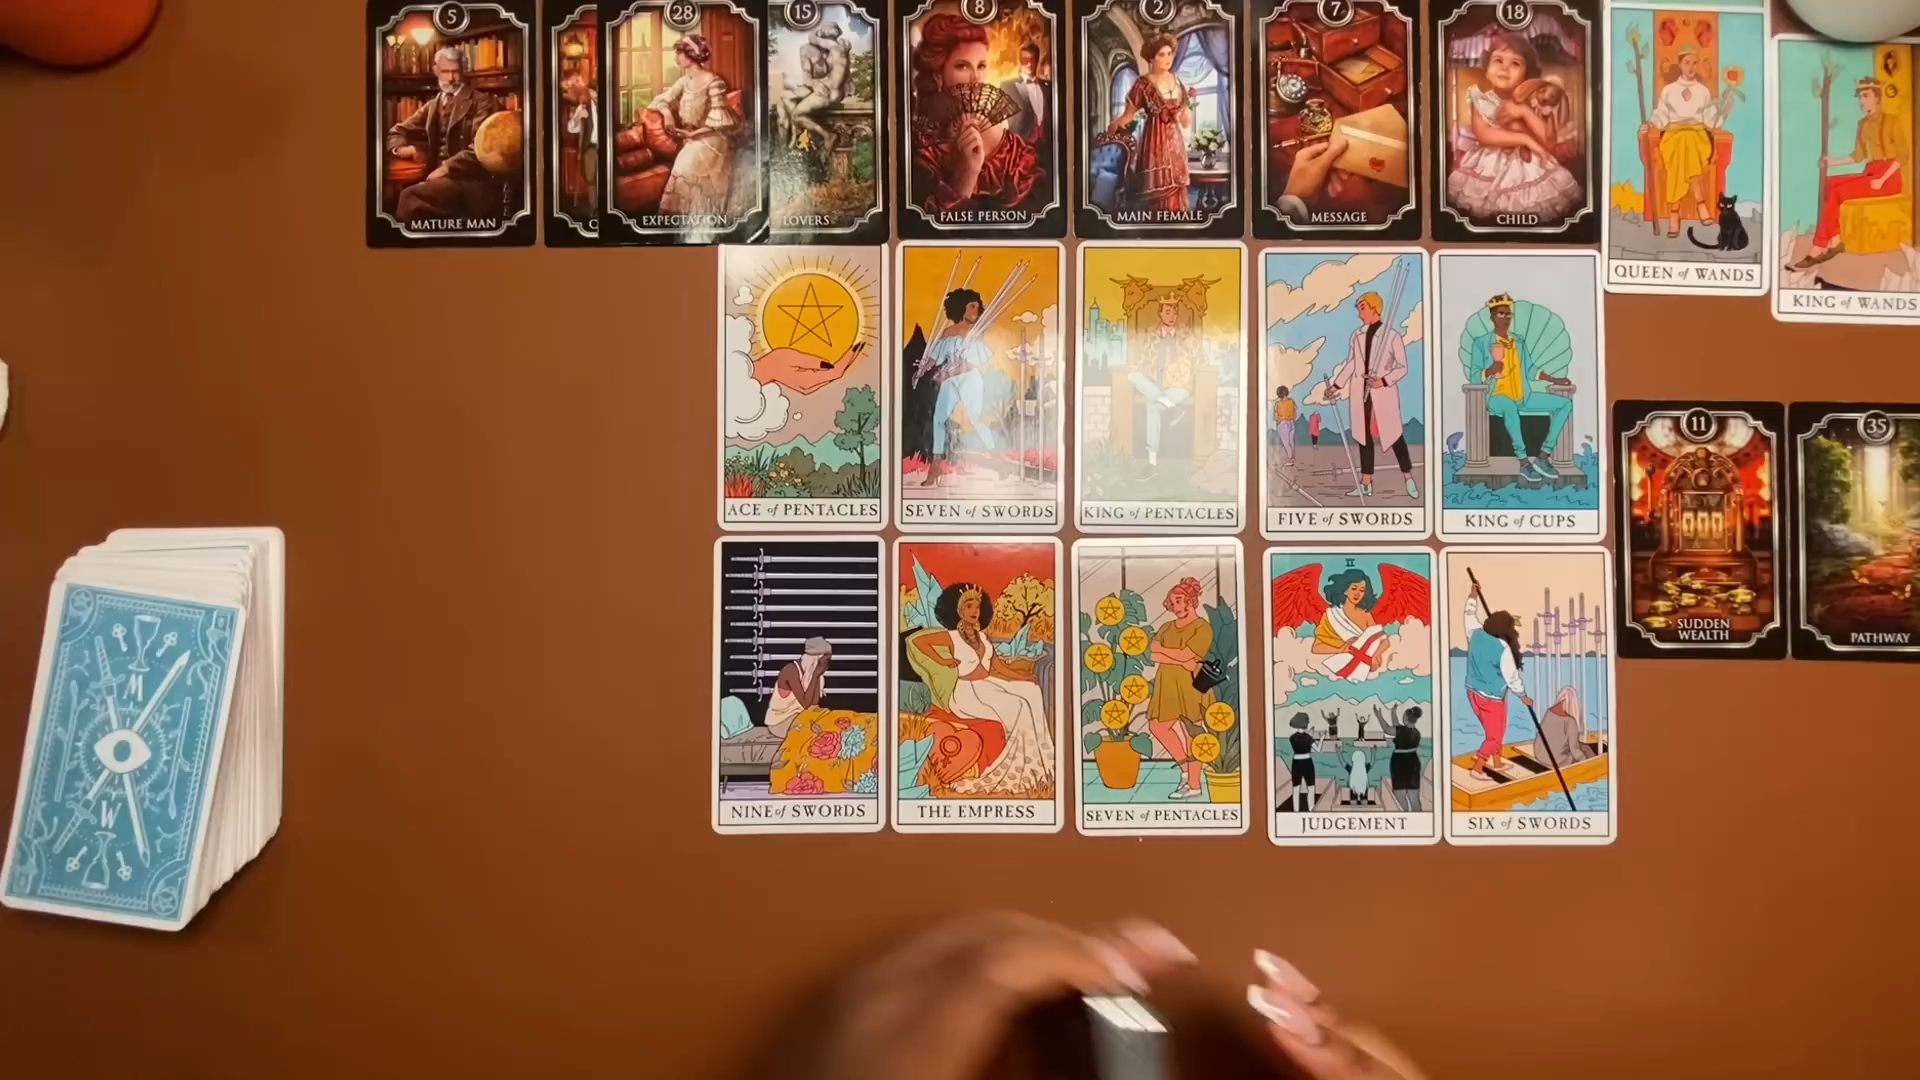 5
28
15
8
2
7
18
MATURE MAN
C
EXPECTATION
LOVERS
FALSE PERSON
MAIN FEMALE
MESSAGE
CHILD
QUEEN of WANDS
KING of WANDS
ACE of PENTACLES
SEVEN of SWORDS
KING of PENTACLES
FIVE of SWORDS
KING of CUPS
11
35
SUDDEN
WEALTH
PATHWAY
NINE of SWORDS
THE EMPRESS
SEVEN of PENTACLES
JUDGEMENT
SIX of SWORDS
M
W